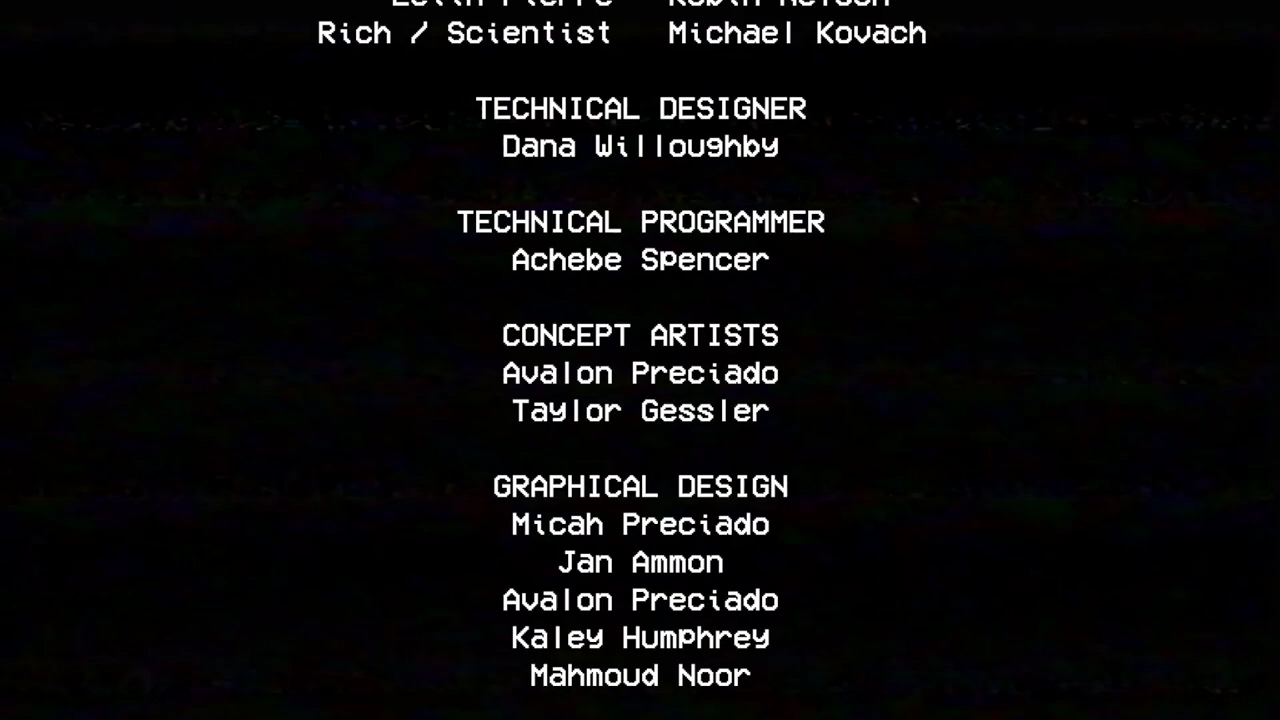 Rich / Scientist Michael Kovach
TECHNICAL DESIGNER
Dana Willoughby
TECHNICAL PROGRAMMER
Achebe Spencer
CONCEPT ARTISTS
Avalon Preciado
Taylor Gessler
GRAPHICAL DESIGN
Micah Preciado
Jan Ammon
Avalon Preciado
Kaley Humphrey
Mahmoud Noor